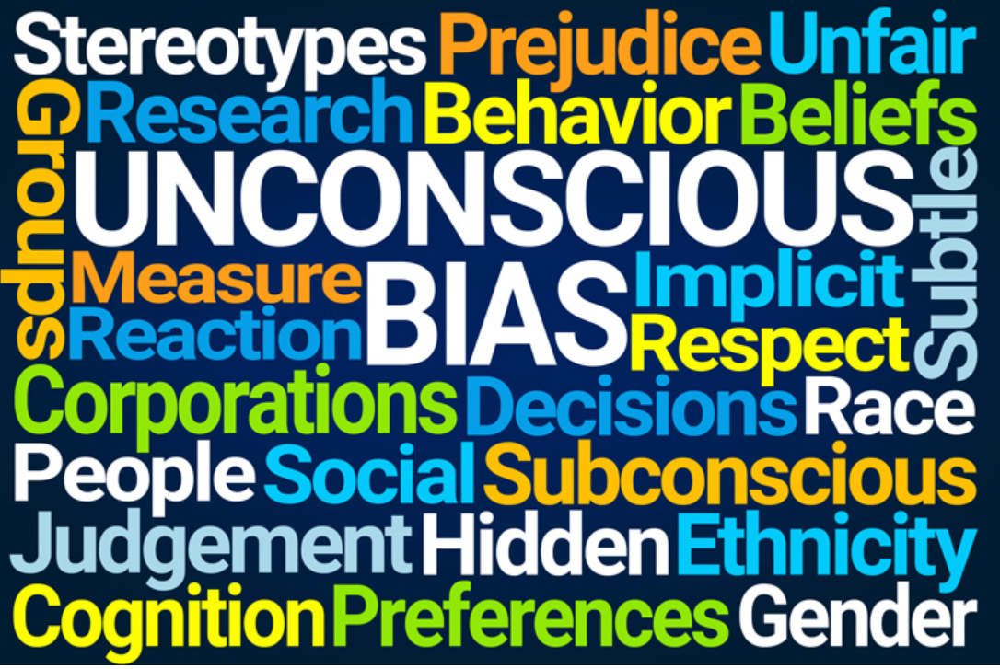 Stereotypes Prejudice Unfair
Groups
Research Behavior Beliefs
UNCONSCIOUS
Subtle
Measure
BIAS
Implicit
Reaction
Respect
Corporations Decisions Race
People Social Subconscious
Judgement Hidden Ethnicity
Cognition Preferences Gender